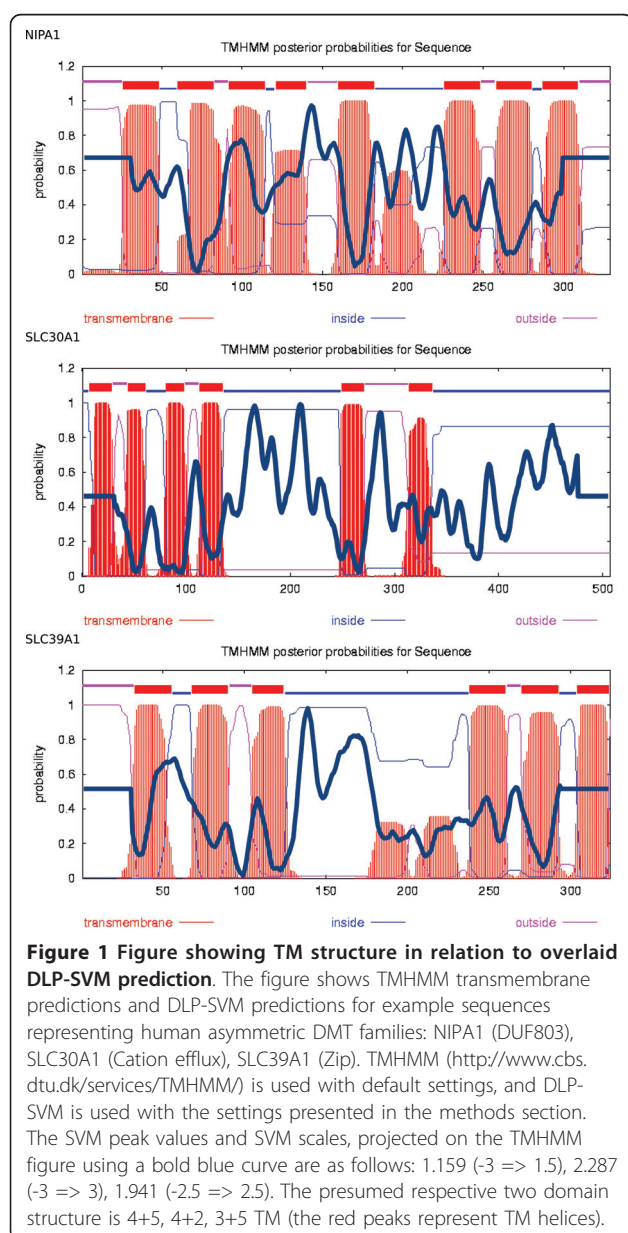 NIPA1
TMHMM posterior probabilities for Sequence
1.2
1
0.8
0.6
0.4
0.2
0
probability
50 100 150 200 250 300
transmembrane inside outside
SLC30A1
TMHMM posterior probabilities for Sequence
1.2
1
0.8
0.6
0.4
0.2
0
probability
0 100 200 300 400 500
transmembrane inside outside
SLC39A1
TMHMM posterior probabilities for Sequence
1.2
1
0.8
0.6
0.4
0.2
0
probability
50 100 150 200 250 300
transmembrane inside outside
Figure 1 Figure showing TM structure in relation to overlaid
DLP-SVM prediction. The figure shows TMHMM transmembrane
predictions and DLP-SVM predictions for example sequences
representing human asymmetric DMT families: NIPA1 (DUF803),
SLC30A1 (Cation efflux), SLC39A1 (Zip). TMHMM (http://www.cbs.
dtu.dk/services/TMHMM/) is used with default settings, and DLP-
SVM is used with the settings presented in the methods section.
The SVM peak values and SVM scales, projected on the TMHMM
figure using a bold blue curve are as follows: 1.159 (-3 => 1.5), 2.287
(-3 => 3), 1.941 (-2.5 => 2.5). The presumed respective two domain
structure is 4+5, 4+2, 3+5 TM (the red peaks represent TM helices).